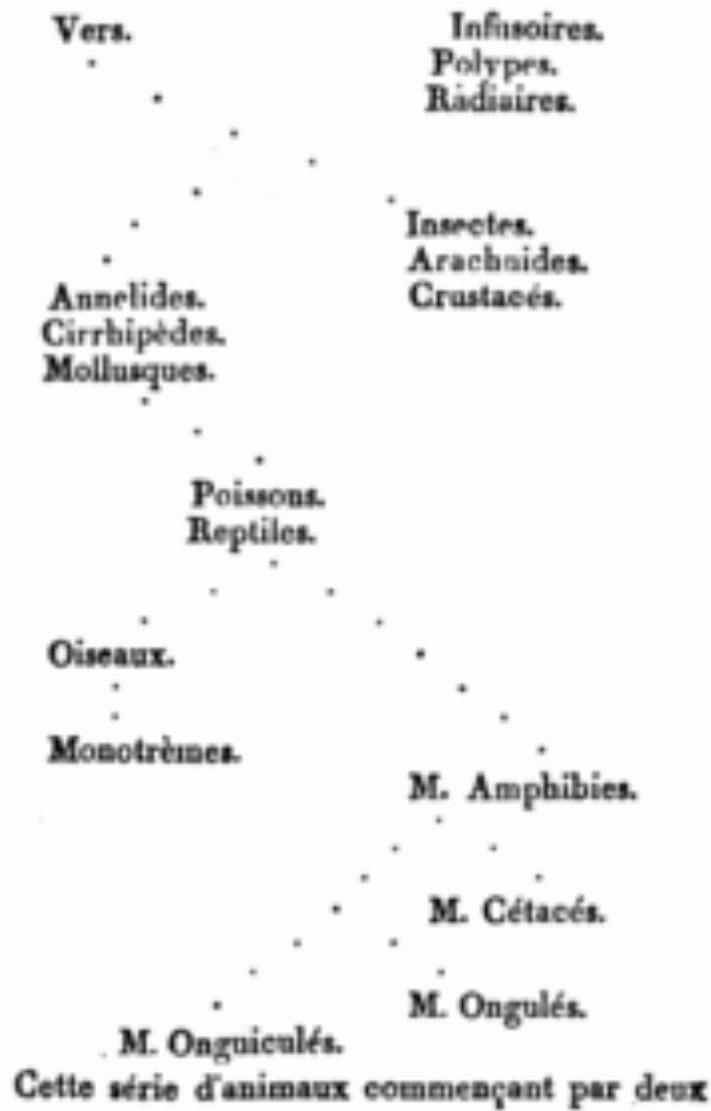 Vers.
Infusoires.
Polypes.
Radiaires.
Insectes.
Arachnides.
Crustacés.
Annelides.
Cirrhipèdes.
Mollusques.
Poissons.
Reptiles.
Oiseaux.
Monotrèmes.
M. Amphibies.
M. Cétacés.
M. Ongulés.
M. Onguiculés.
Cette série d'animaux commençant par deux